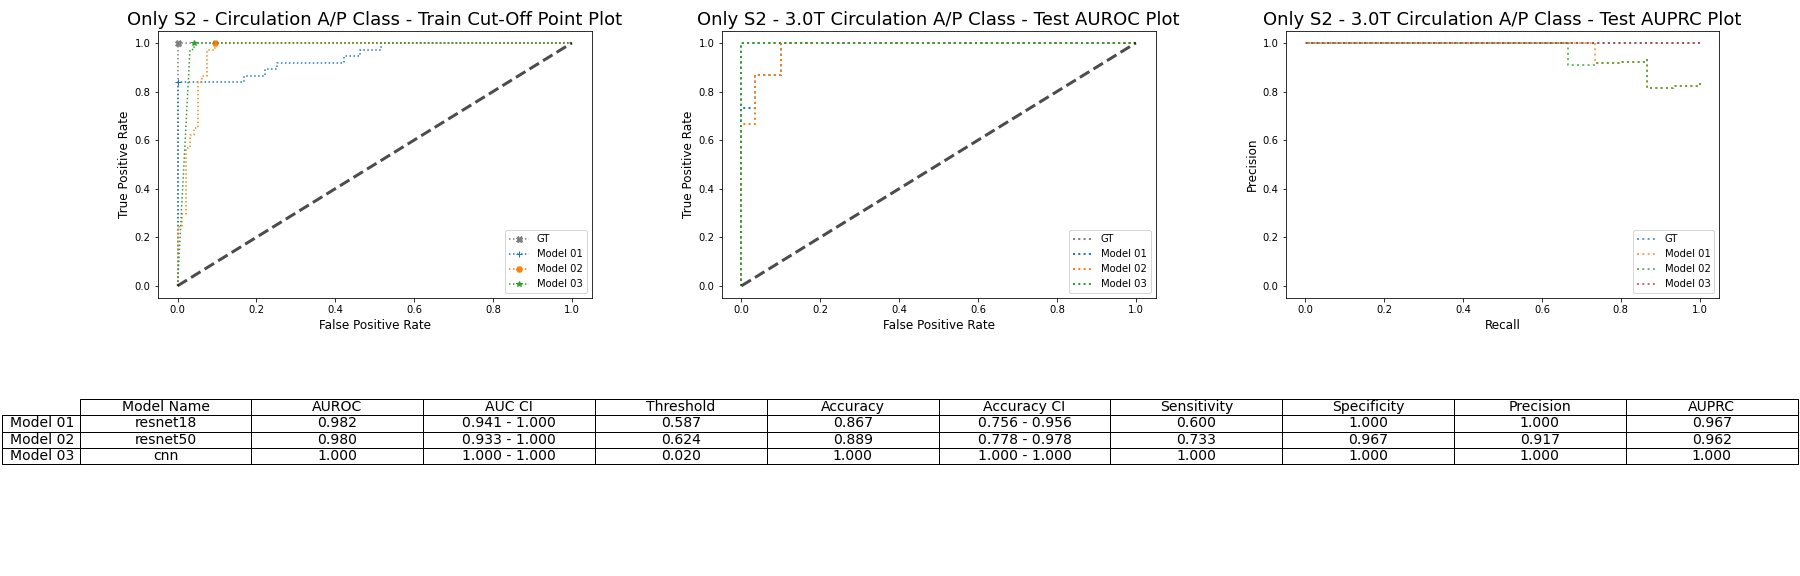 Only S2 - Circulation A/P Class - Train Cut-Off Point Plot
True Positive Rate
1.0
0.8
0.6
0.4
0.2
0.0
0.0 0.2 0.4 0.6 0.8 1.0
False Positive Rate
GT
Model 01
Model 02
Model 03
Only S2 - 3.0T Circulation A/P Class - Test AUROC Plot
True Positive Rate
1.0
0.8
0.6
0.4
0.2
0.0
0.0 0.2 0.4 0.6 0.8 1.0
False Positive Rate
GT
Model 01
Model 02
Model 03
Only S2 - 3.0T Circulation A/P Class - Test AUPRC Plot
Precision
1.0
0.8
0.6
0.4
0.2
0.0
0.0 0.2 0.4 0.6 0.8 1.0
Recall
GT
Model 01
Model 02
Model 03
Model Name AUROC AUC CI Threshold Accuracy Accuracy CI Sensitivity Specificity Precision AUPRC
Model 01 resnet18 0.982 0.941 - 1.000 0.587 0.867 0.756 - 0.956 0.600 1.000 1.000 0.967
Model 02 resnet50 0.980 0.933 - 1.000 0.624 0.889 0.778 - 0.978 0.733 0.967 0.917 0.962
Model 03 cnn 1.000 1.000 - 1.000 0.020 1.000 1.000 - 1.000 1.000 1.000 1.000 1.000